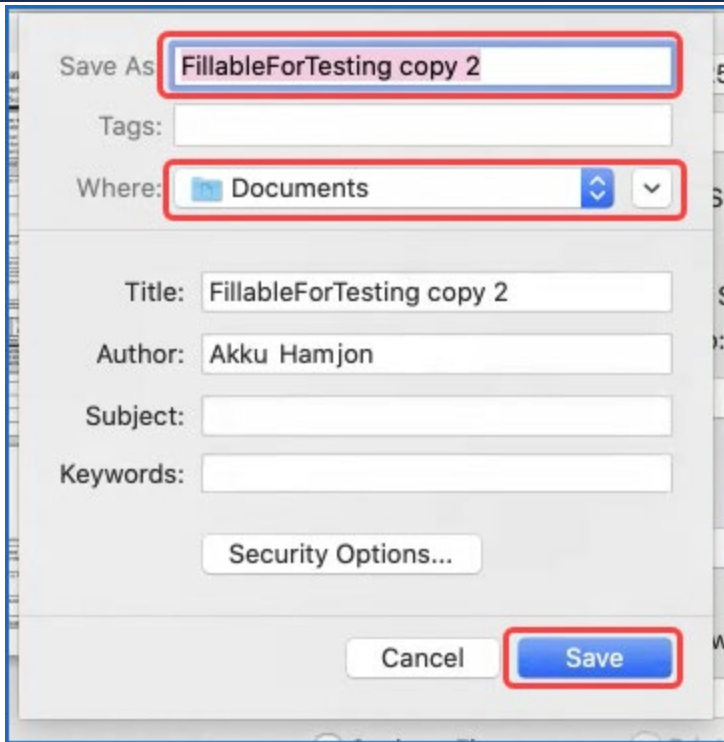 Save As
FillableForTesting copy 2
Tags:
Where:
Documents
Title:
FillableForTesting copy 2
Author:
Akku Hamjon
Subject:
Keywords:
Security Options...
Cancel
Save